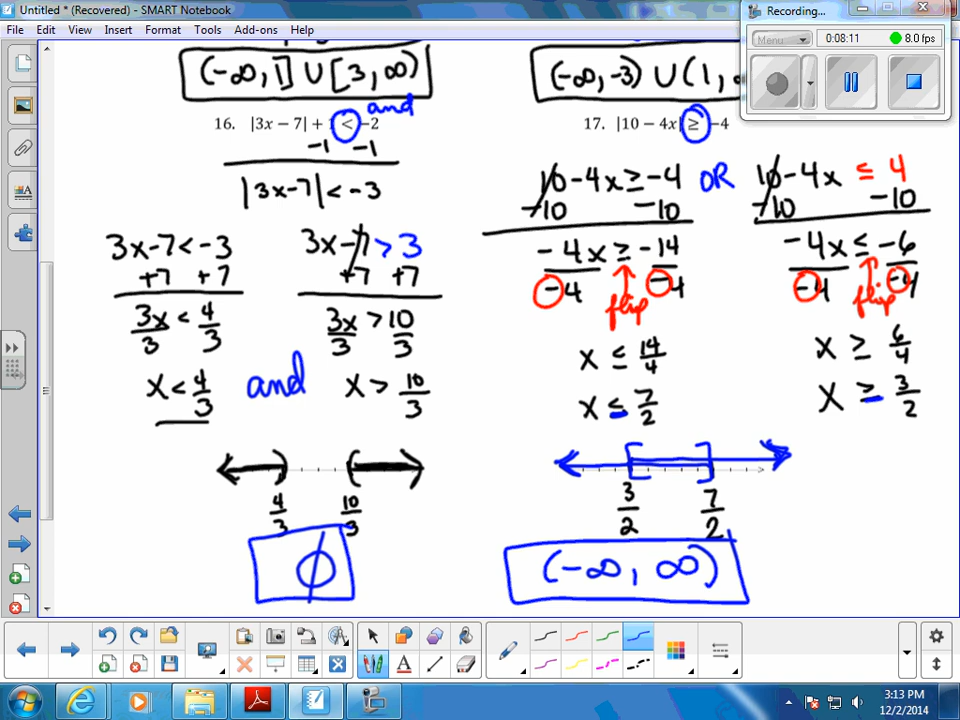 Untitled * (Recovered) - SMART Notebook
File Edit View Insert Format Tools Add-ons Help
Recording...
Menu
0:08:11
8.0 fps
(-∞, 1] ∪ [3, ∞)
(-∞, -3) ∪ (1,
and
16. |3x − 7| + 1 < −2
-1 -1
|3x-7| < -3
3x-7 < -3
+7 +7
3x/3 < 4/3
x < 4/3
and
3x-7 > 3
+7 +7
3x/3 > 10/3
x > 10/3
4/3 10/3
∅
17. |10 − 4x| ≥ −4
10-4x ≥ -4
-10 -10
-4x/-4 ≥ -14/-4
flip
x ≤ 14/4
x ≤ 7/2
OR
10-4x ≤ 4
-10 -10
-4x/-4 ≤ -6/-4
flip
x ≥ 6/4
x ≥ 3/2
3/2 7/2
(-∞, ∞)
3:13 PM
12/2/2014